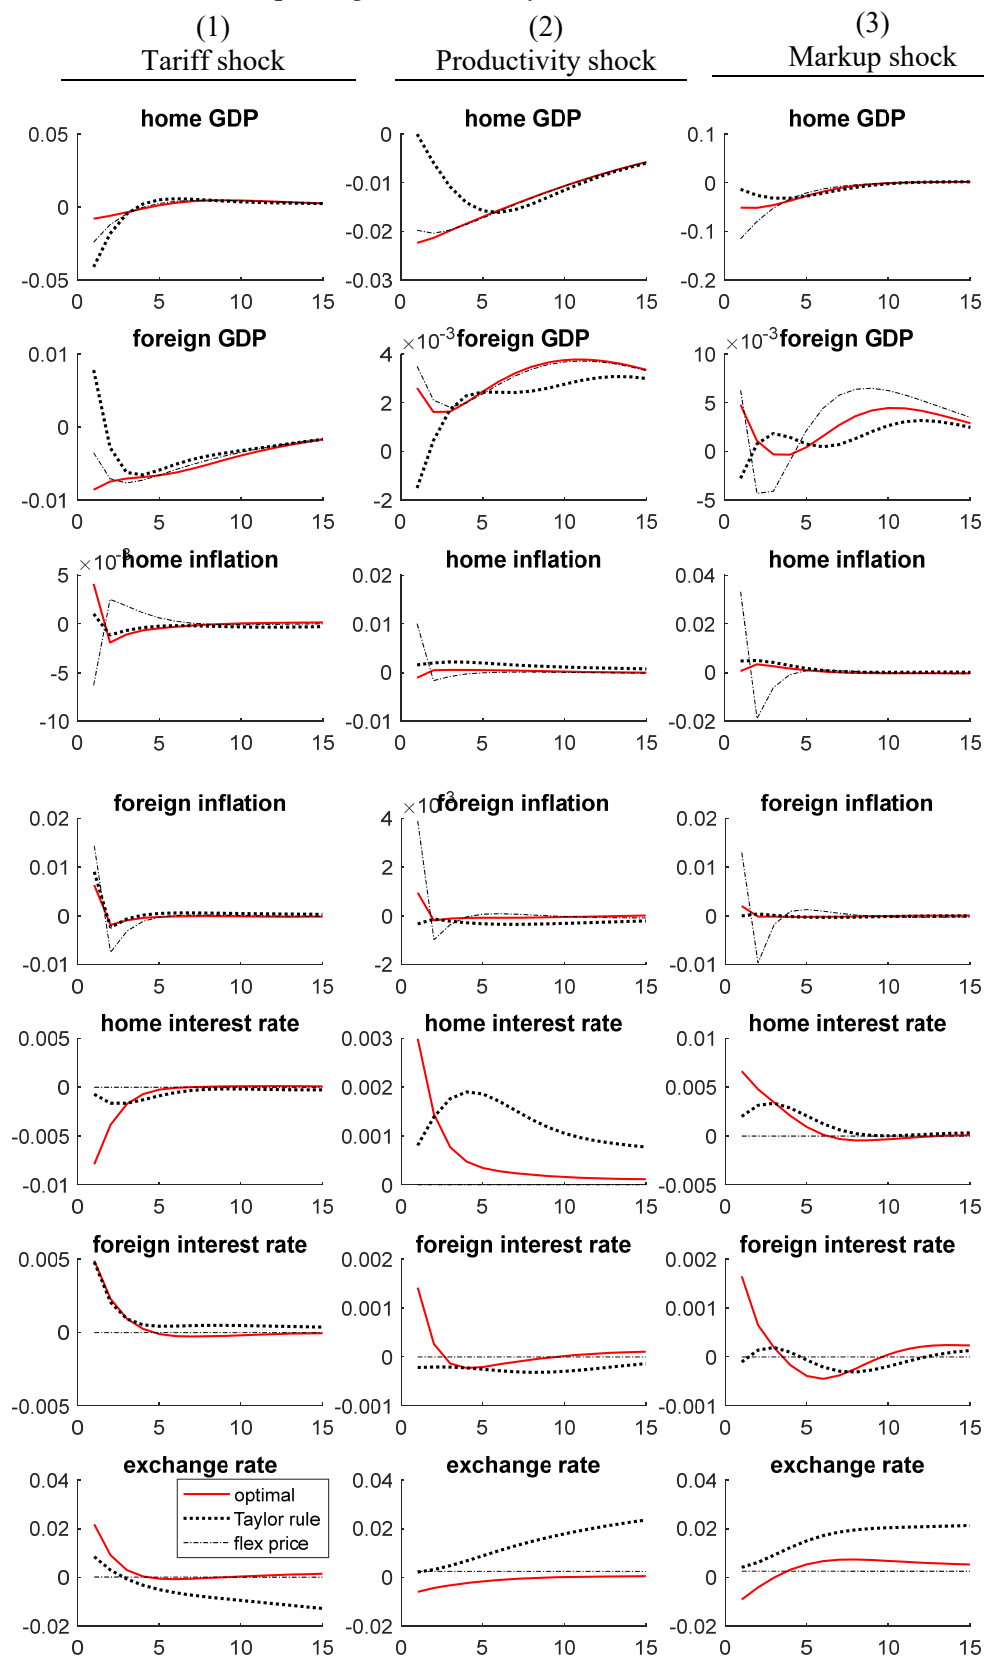 (1) (2) (3)
Tariff shock Productivity shock Markup shock
home GDP home GDP home GDP
0.05 0 -0.05 0 5 10 15
0 -0.01 -0.02 -0.03 0 5 10 15
0.1 0 -0.1 -0.2 0 5 10 15
foreign GDP ×10-3 foreign GDP ×10-3 foreign GDP
0.01 0 -0.01 0 5 10 15
4 2 0 -2 0 5 10 15
10 5 0 -5 0 5 10 15
home inflation home inflation home inflation
5 0 -5 -10 0 5 10 15
0.02 0.01 0 -0.01 0 5 10 15
0.04 0.02 0 -0.02 0 5 10 15
foreign inflation ×10-3 foreign inflation foreign inflation
0.02 0.01 0 -0.01 0 5 10 15
4 2 0 -2 0 5 10 15
0.02 0.01 0 -0.01 0 5 10 15
home interest rate home interest rate home interest rate
0.005 0 -0.005 -0.01 0 5 10 15
0.003 0.002 0.001 0 0 5 10 15
0.01 0.005 0 -0.005 0 5 10 15
foreign interest rate foreign interest rate foreign interest rate
0.005 0 -0.005 0 5 10 15
0.002 0.001 0 -0.001 0 5 10 15
0.002 0.001 0 -0.001 0 5 10 15
exchange rate exchange rate exchange rate
0.04 0.02 0 -0.02 0 5 10 15
optimal
Taylor rule
flex price
0.04 0.02 0 -0.02 0 5 10 15
0.04 0.02 0 -0.02 0 5 10 15